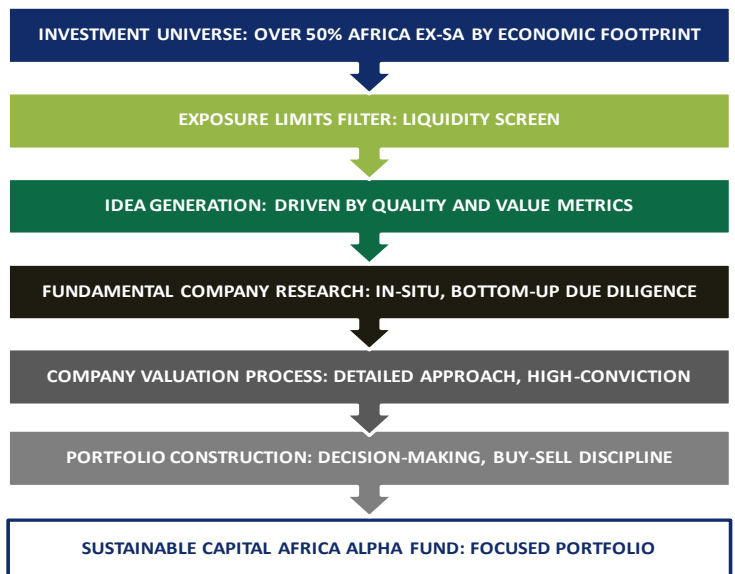 INVESTMENT UNIVERSE: OVER 50% AFRICA EX-SA BY ECONOMIC FOOTPRINT
EXPOSURE LIMITS FILTER: LIQUIDITY SCREEN
IDEA GENERATION: DRIVEN BY QUALITY AND VALUE METRICS
FUNDAMENTAL COMPANY RESEARCH: IN-SITU, BOTTOM-UP DUE DILIGENCE
COMPANY VALUATION PROCESS: DETAILED APPROACH, HIGH-CONVICTION
PORTFOLIO CONSTRUCTION: DECISION-MAKING, BUY-SELL DISCIPLINE
SUSTAINABLE CAPITAL AFRICA ALPHA FUND: FOCUSED PORTFOLIO